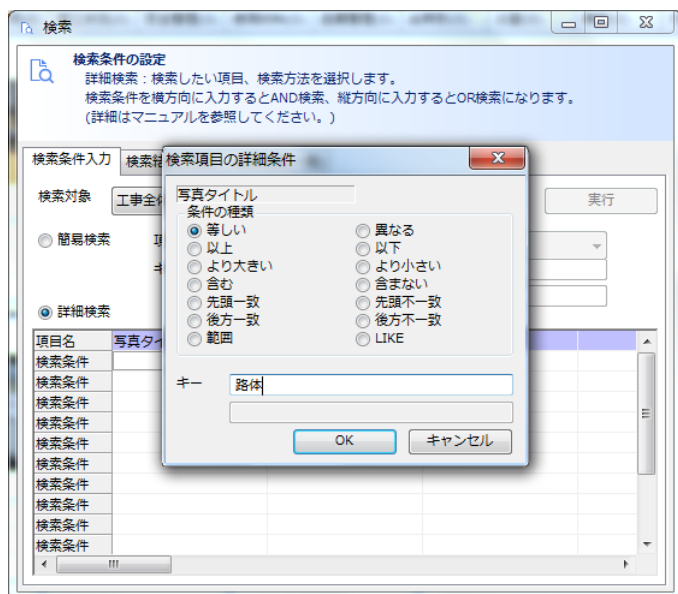 検索
検索条件の設定
詳細検索：検索したい項目、検索方法を選択します。
検索条件を横方向に入力するとAND検索、縦方向に入力するとOR検索になります。
(詳細はマニュアルを参照してください。)
検索条件入力
検索対象
工事全
実行
簡易検索
詳細検索
検索項目の詳細条件
写真タイトル
条件の種類
等しい 異なる
以上 以下
より大きい より小さい
含む 含まない
先頭一致 先頭不一致
後方一致 後方不一致
範囲 LIKE
キー 路体
OK キャンセル
項目名 写真タイ
検索条件
検索条件
検索条件
検索条件
検索条件
検索条件
検索条件
検索条件
検索条件
検索条件